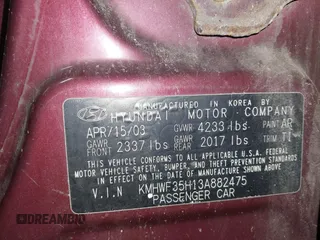 MANUFACTURED IN KOREA BY
HYUNDAI MOTOR COMPANY
APR/15/03 GVWR 4233 lbs PAINT AR
GAWR FRONT 2337 lbs GAWR REAR 2017 lbs TRIM TI
THIS VEHICLE CONFORMS TO ALL APPLICABLE U.S.A. FEDERAL
MOTOR VEHICLE SAFETY, BUMPER, AND THEFT PREVENTION
STANDARDS IN EFFECT ON THE DATE OF MANUFACTURE SHOWN ABOVE.
V.I.N KMHWF35H13A882475
PASSENGER CAR
DREAMBID